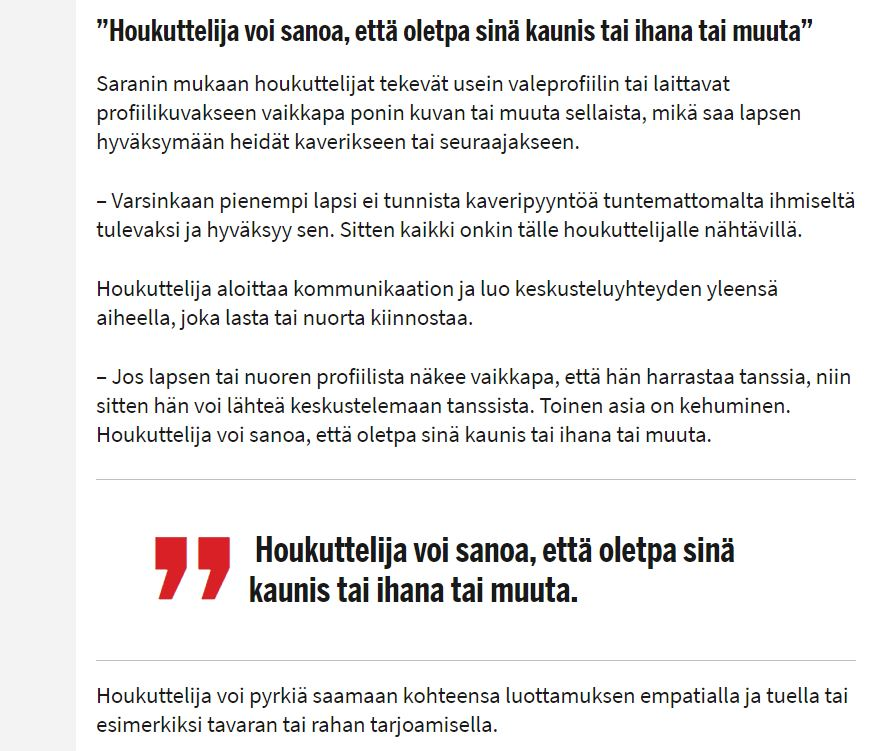 ”Houkuttelija voi sanoa, että oletpa sinä kaunis tai ihana tai muuta”
Saranin mukaan houkuttelijat tekevät usein valeprofiilin tai laittavat
profiilikuvakseen vaikkapa ponin kuvan tai muuta sellaista, mikä saa lapsen
hyväksymään heidät kaverikseen tai seuraajakseen.
– Varsinkaan pienempi lapsi ei tunnista kaveripyyntöä tuntemattomalta ihmiseltä
tulevaksi ja hyväksyy sen. Sitten kaikki onkin tälle houkuttelijalle nähtävillä.
Houkuttelija aloittaa kommunikaation ja luo keskusteluyhteyden yleensä
aiheella, joka lasta tai nuorta kiinnostaa.
– Jos lapsen tai nuoren profiilista näkee vaikkapa, että hän harrastaa tanssia, niin
sitten hän voi lähteä keskustelemaan tanssista. Toinen asia on kehuminen.
Houkuttelija voi sanoa, että oletpa sinä kaunis tai ihana tai muuta.
” Houkuttelija voi sanoa, että oletpa sinä
kaunis tai ihana tai muuta.
Houkuttelija voi pyrkiä saamaan kohteensa luottamuksen empatialla ja tuella tai
esimerkiksi tavaran tai rahan tarjoamisella.